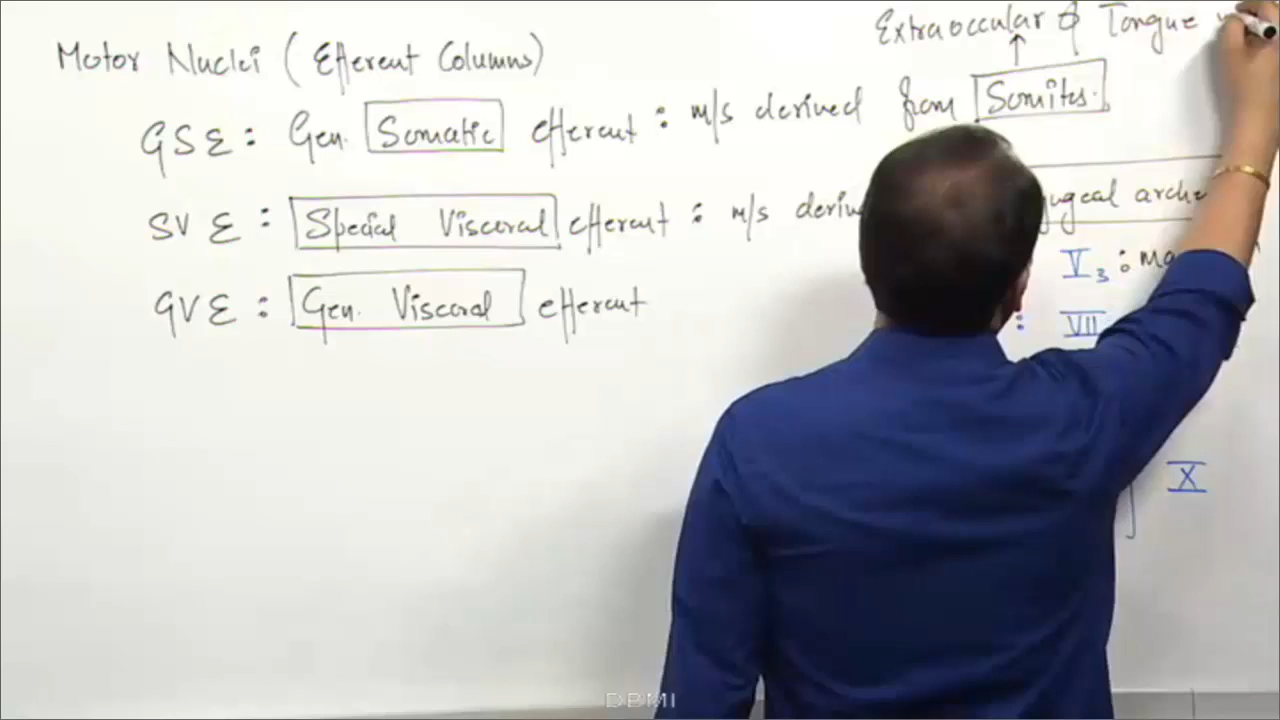 Extraoccular & Tongue
Motor Nuclei (Efferent Columns)
GSE: Gen. Somatic efferent : m/s derived from Somites.
SVE: Special Visceral efferent : m/s
V3 :
GVE: Gen. Visceral efferent : VII
X
DBMI